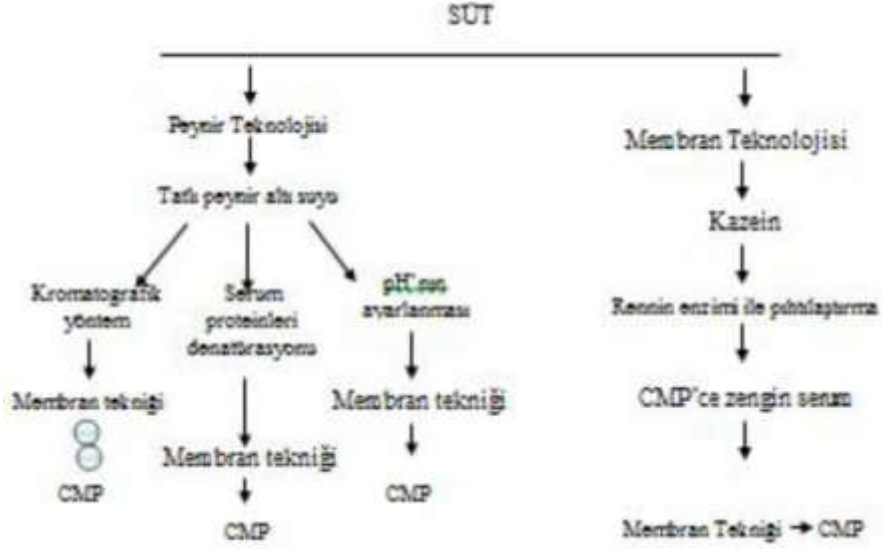 SÜT
Peynir Teknolojisi
Tatlı peynir altı suyu
Kromatografik
yöntem
Membran tekniği
CMP
Serum
proteinleri
denatürasyonu
Membran tekniği
CMP
pH'nın
ayarlanması
Membran tekniği
CMP
Membran Teknolojisi
Kazein
Rennin enzimi ile pıhtılaştırma
CMP'ce zengin serum
Membran Tekniği → CMP